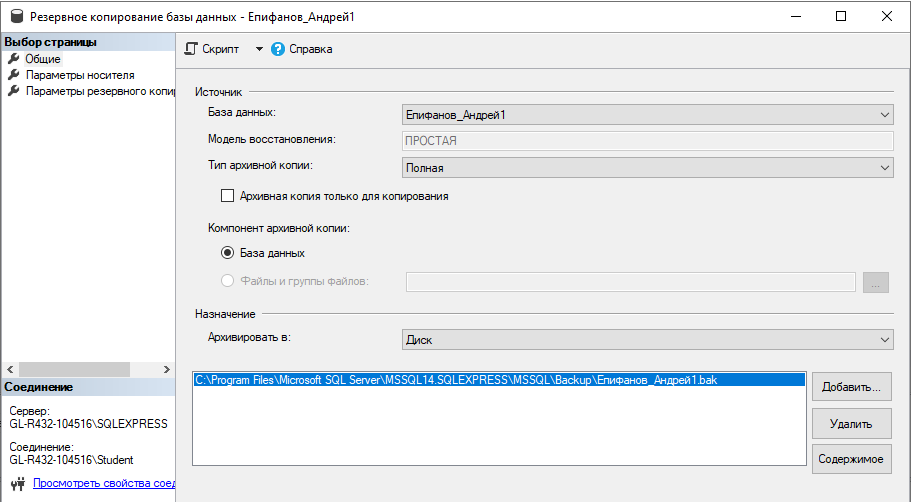 Резервное копирование базы данных - Епифанов_Андрей1
Выбор страницы
Общие
Параметры носителя
Параметры резервного копир
Скрипт
Справка
Источник
База данных:
Епифанов_Андрей1
Модель восстановления:
ПРОСТАЯ
Тип архивной копии:
Полная
Архивная копия только для копирования
Компонент архивной копии:
База данных
Файлы и группы файлов:
...
Назначение
Архивировать в:
Диск
C:\Program Files\Microsoft SQL Server\MSSQL14.SQLEXPRESS\MSSQL\Backup\Епифанов_Андрей1.bak
Добавить...
Удалить
Содержимое
Соединение
Сервер:
GL-R432-104516\SQLEXPRESS
Соединение:
GL-R432-104516\Student
Просмотреть свойства соед